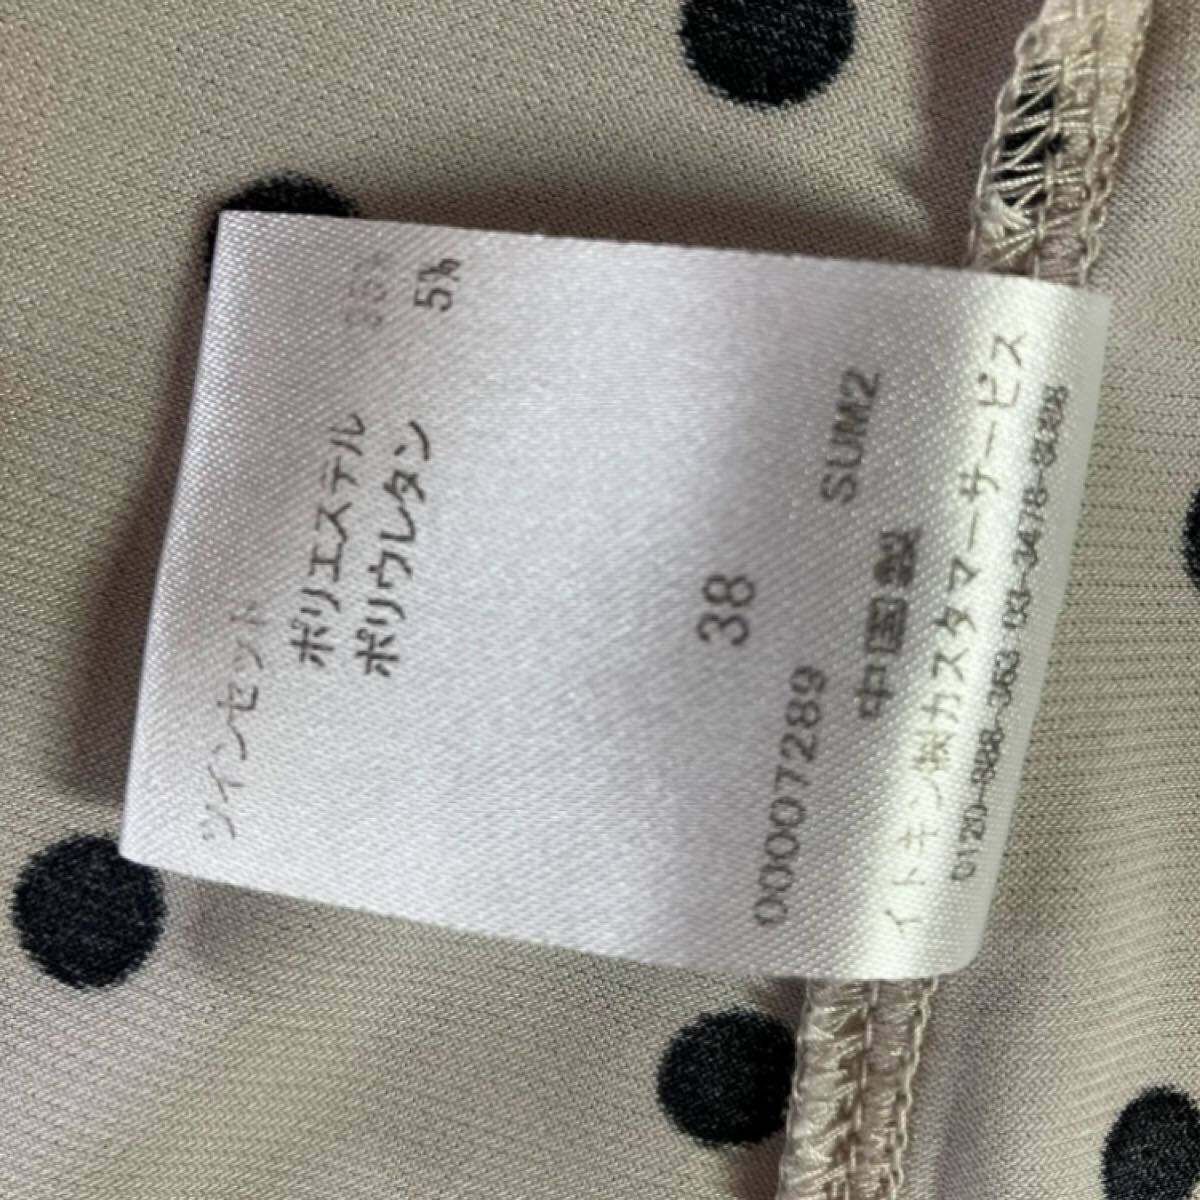 ツインセット
ポリエステル 95%
ポリウレタン 5%
38
00007289 SUM2
中国製
イトキン㈱カスタマーサービス
0120-988-363 03-3478-8088